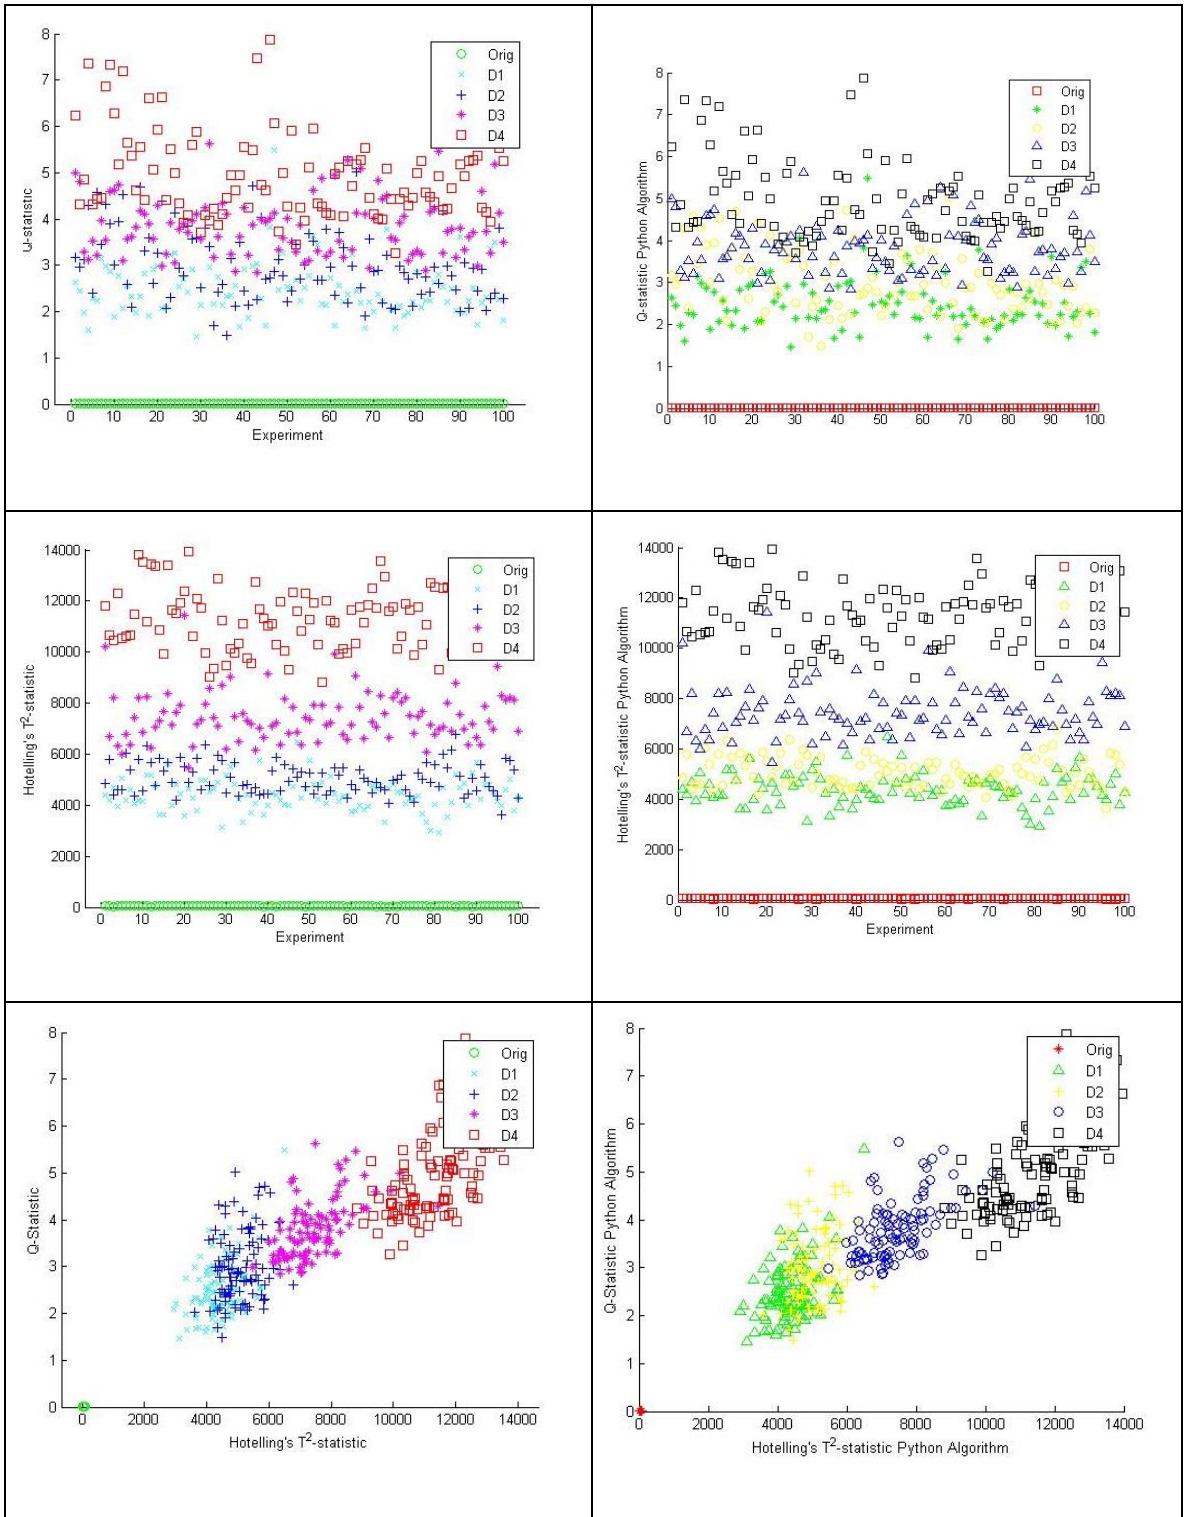 8
7
6
5
4
3
2
1
0
Q-statistic
0 10 20 30 40 50 60 70 80 90 100
Experiment
Orig
D1
D2
D3
D4
8
7
6
5
4
3
2
1
0
Q-statistic Python Algorithm
0 10 20 30 40 50 60 70 80 90 100
Experiment
Orig
D1
D2
D3
D4
14000
12000
10000
8000
6000
4000
2000
0
Hotelling's T²-statistic
0 10 20 30 40 50 60 70 80 90 100
Experiment
Orig
D1
D2
D3
D4
14000
12000
10000
8000
6000
4000
2000
0
Hotelling's T²-statistic Python Algorithm
0 10 20 30 40 50 60 70 80 90 100
Experiment
Orig
D1
D2
D3
D4
8
7
6
5
4
3
2
1
0
Q-Statistic
0 2000 4000 6000 8000 10000 12000 14000
Hotelling's T²-statistic
Orig
D1
D2
D3
D4
8
7
6
5
4
3
2
1
0
Q-Statistic Python Algorithm
0 2000 4000 6000 8000 10000 12000 14000
Hotelling's T²-statistic Python Algorithm
Orig
D1
D2
D3
D4